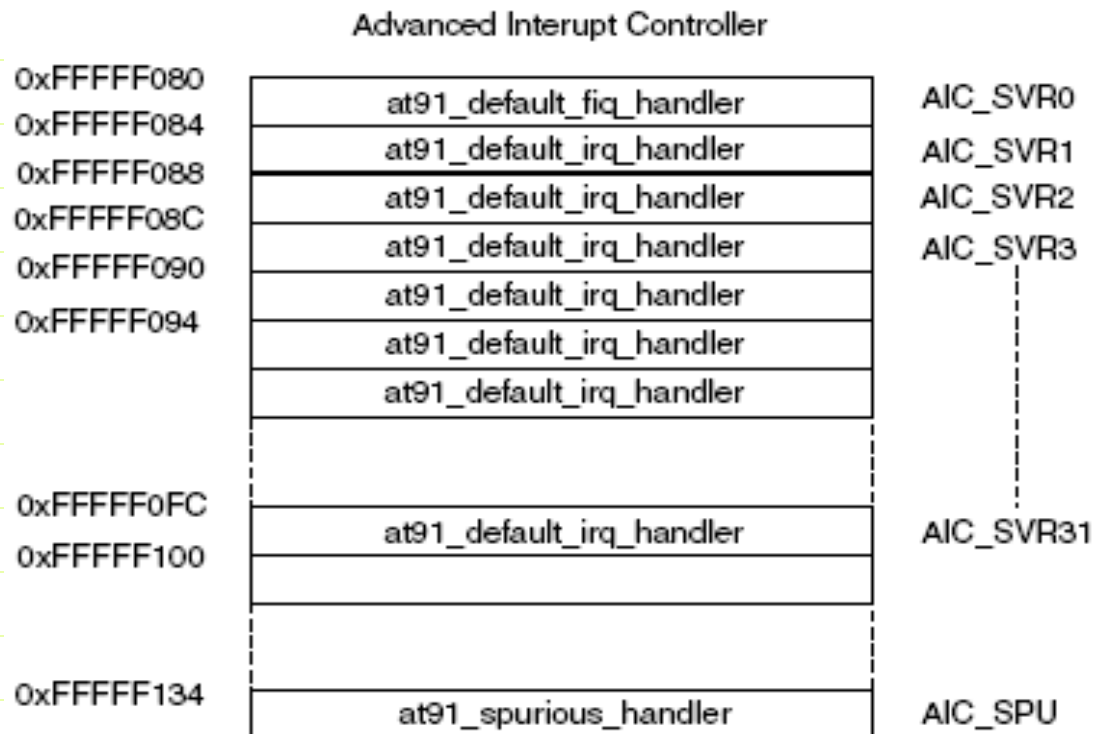 Advanced Interupt Controller
0xFFFFF080
at91_default_fiq_handler AIC_SVR0
0xFFFFF084
at91_default_irq_handler AIC_SVR1
0xFFFFF088
at91_default_irq_handler AIC_SVR2
0xFFFFF08C
at91_default_irq_handler AIC_SVR3
0xFFFFF090
at91_default_irq_handler
0xFFFFF094
at91_default_irq_handler
at91_default_irq_handler
0xFFFFF0FC
at91_default_irq_handler AIC_SVR31
0xFFFFF100
0xFFFFF134
at91_spurious_handler AIC_SPU